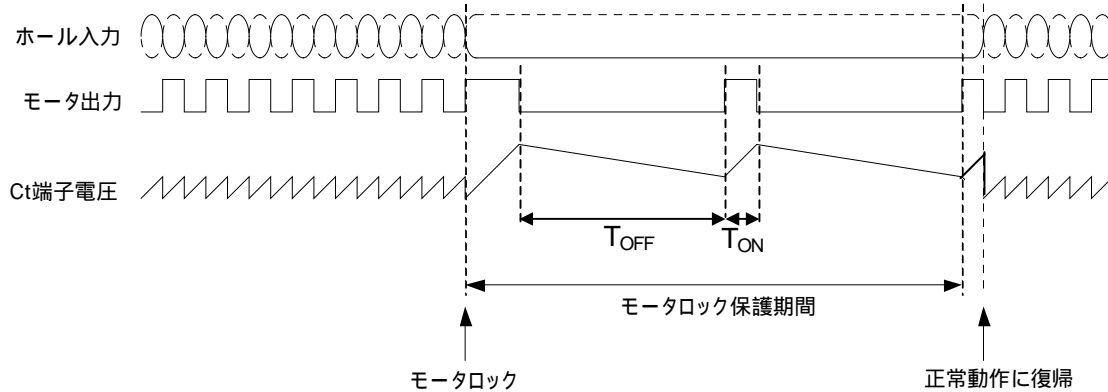 ホール入力
モータ出力
Ct端子電圧
TOFF
TON
モータロック保護期間
モータロック
正常動作に復帰